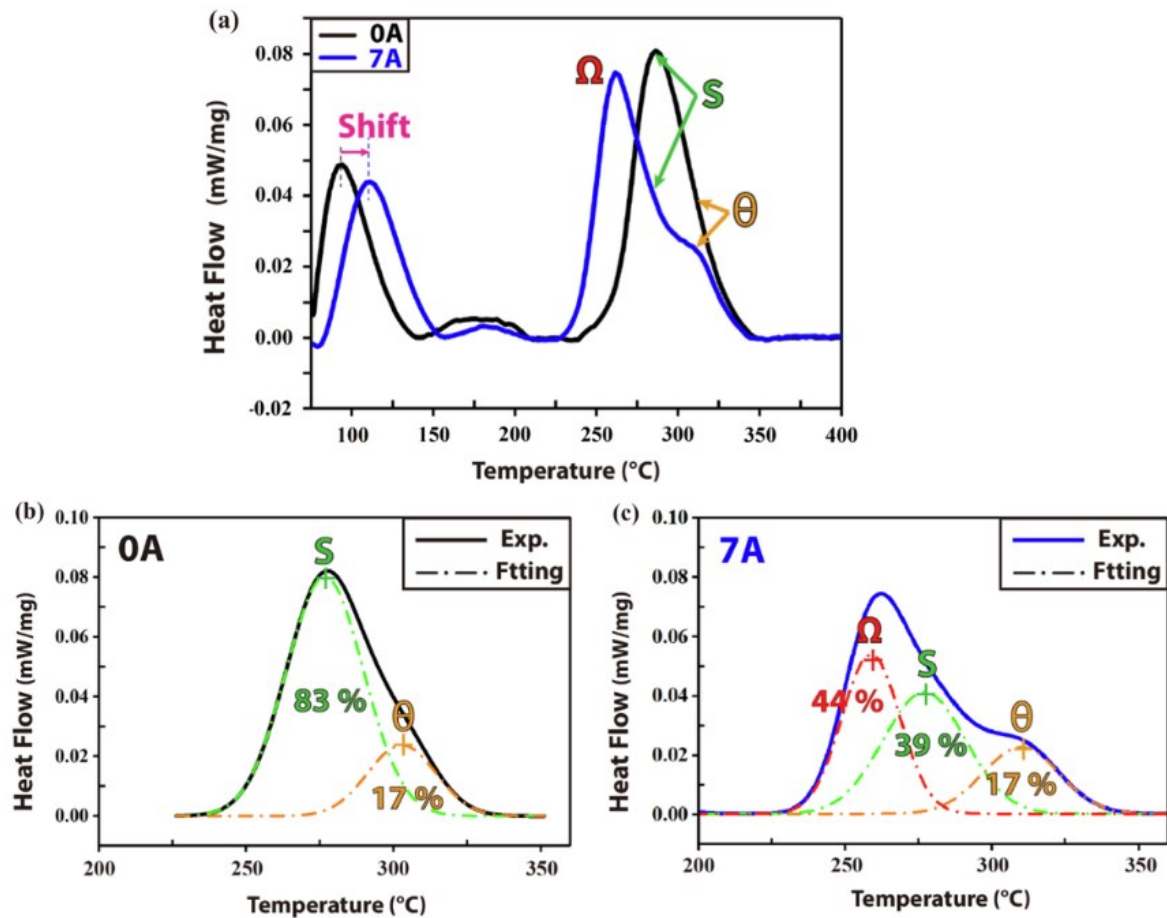 (a)
0A
7A
Shift
Ω
S
θ
0.08
0.06
0.04
0.02
0.00
-0.02
Heat Flow (mW/mg)
100 150 200 250 300 350 400
Temperature (°C)
(b)
0A
Exp.
Ftting
S
83 %
θ
17 %
0.10
0.08
0.06
0.04
0.02
0.00
Heat Flow (mW/mg)
200 250 300 350
Temperature (°C)
(c)
7A
Exp.
Ftting
Ω
44 %
S
39 %
θ
17 %
0.10
0.08
0.06
0.04
0.02
0.00
Heat Flow (mW/mg)
200 250 300 350
Temperature (°C)